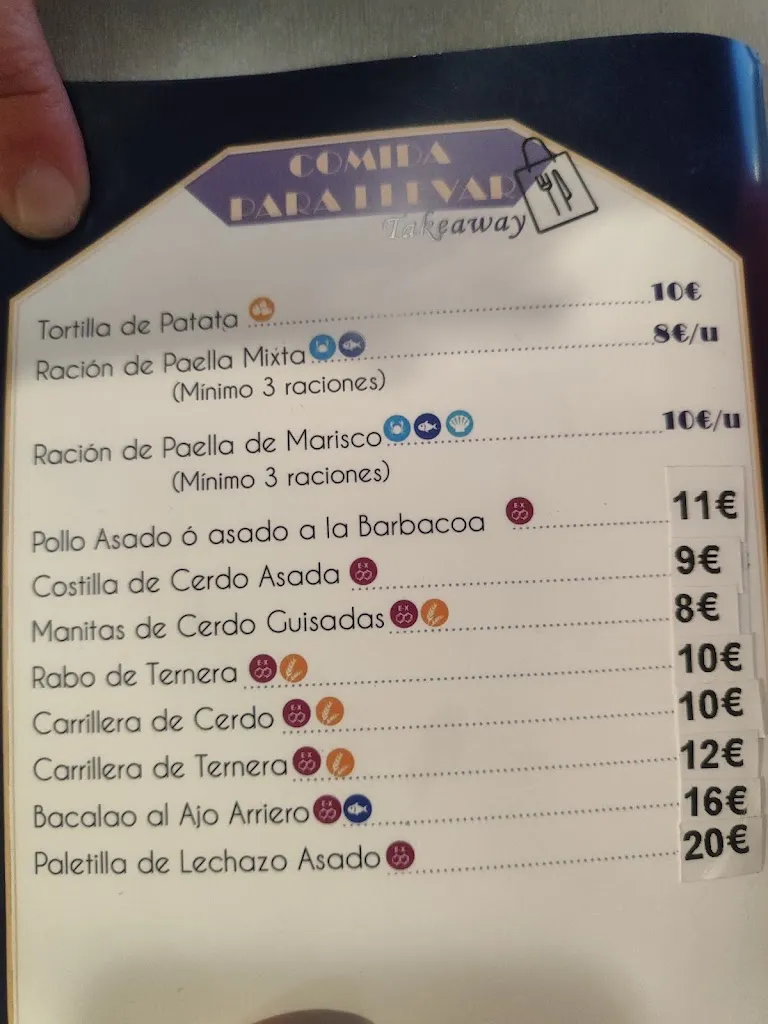 COMIDA
PARA LLEVAR
Takeaway
Tortilla de Patata 10€
Ración de Paella Mixta 8€/u
(Mínimo 3 raciones)
Ración de Paella de Marisco 10€/u
(Mínimo 3 raciones)
Pollo Asado ó asado a la Barbacoa 11€
Costilla de Cerdo Asada 9€
Manitas de Cerdo Guisadas 8€
Rabo de Ternera 10€
Carrillera de Cerdo 10€
Carrillera de Ternera 12€
Bacalao al Ajo Arriero 16€
Paletilla de Lechazo Asado 20€